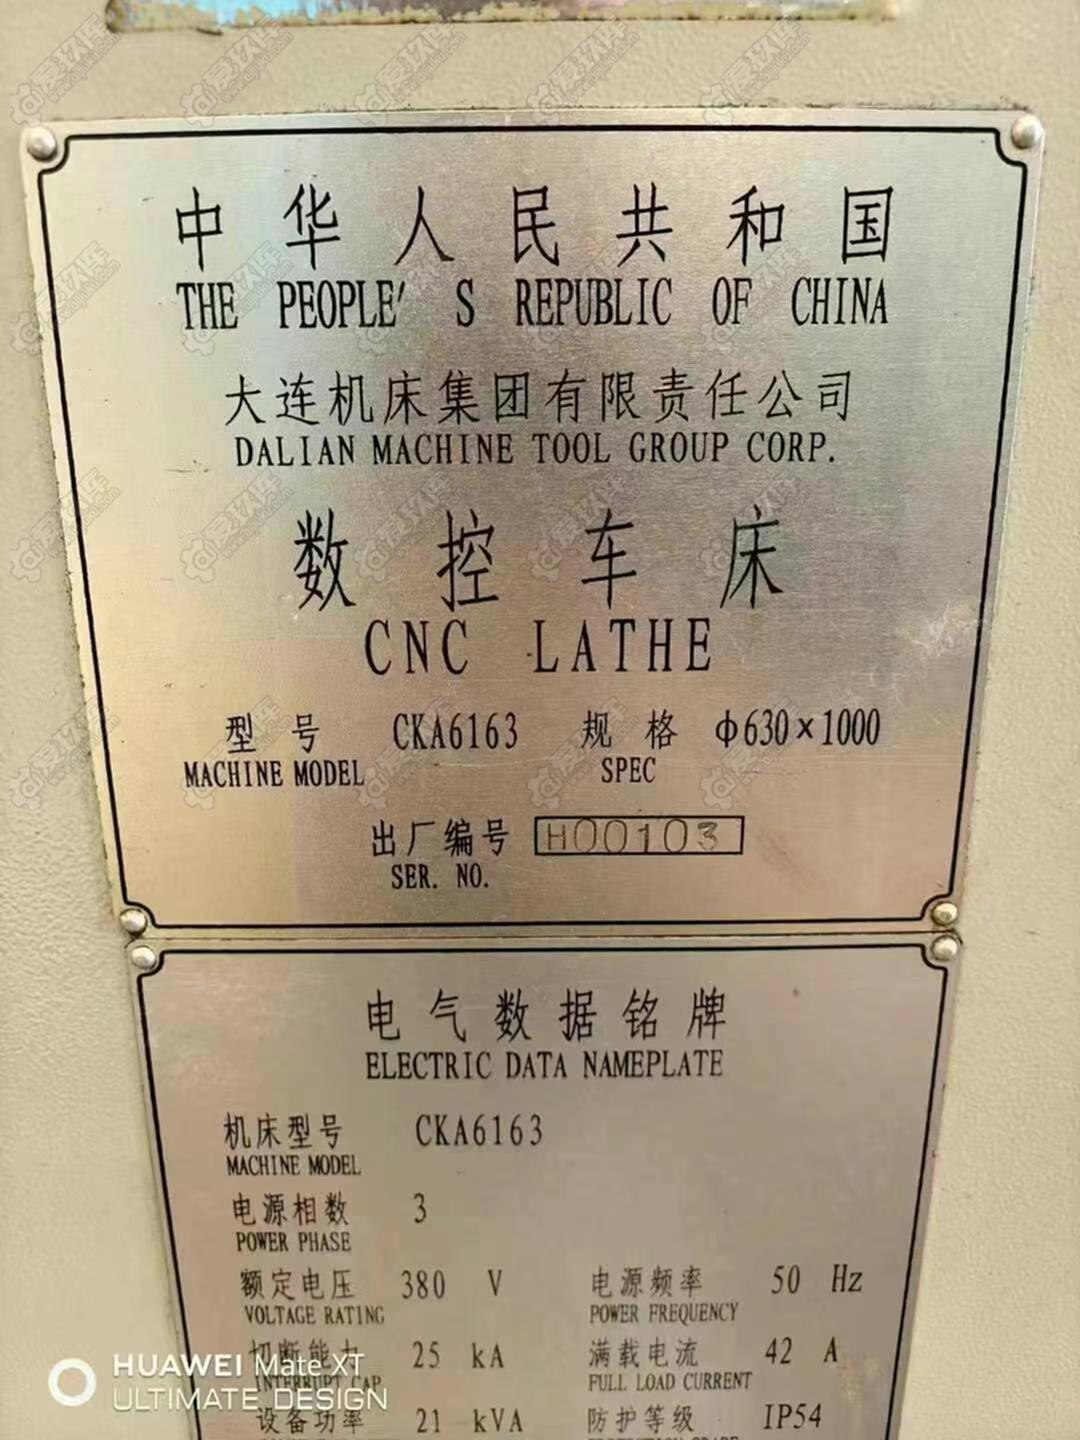 中华人民共和国
THE PEOPLE'S REPUBLIC OF CHINA
大连机床集团有限责任公司
DALIAN MACHINE TOOL GROUP CORP.
数控车床
CNC LATHE
型号 CKA6163 规格 φ630×1000
MACHINE MODEL SPEC
出厂编号 H00103
SER. NO.
电气数据铭牌
ELECTRIC DATA NAMEPLATE
机床型号 CKA6163
MACHINE MODEL
电源相数 3
POWER PHASE
额定电压 380 V 电源频率 50 Hz
VOLTAGE RATING POWER FREQUENCY
切断能力 25 kA 满载电流 42 A
INTERRUPT CAP FULL LOAD CURRENT
设备功率 21 kVA 防护等级 IP54
HUAWEI Mate XT
ULTIMATE DESIGN